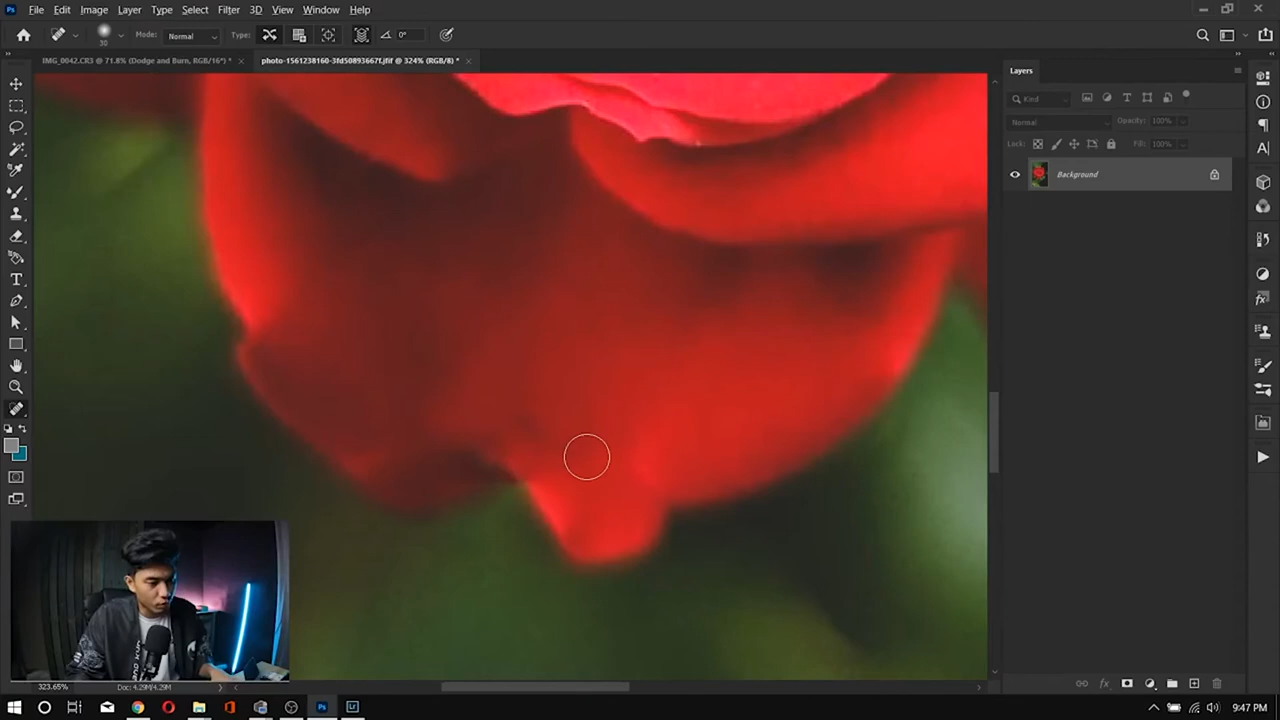 Ps File Edit Image Layer Type Select Filter 3D View Window Help
30 Mode: Normal Type: 0°
IMG_0042.CR3 @ 71.8% (Dodge and Burn, RGB/16*) * × photo-1561238160-3fd50893667f.jfif @ 324% (RGB/8) * ×
Layers
Kind
Normal Opacity: 100%
Lock: Fill: 100%
Background
323.65% Doc: 4.29M/4.29M
9:47 PM